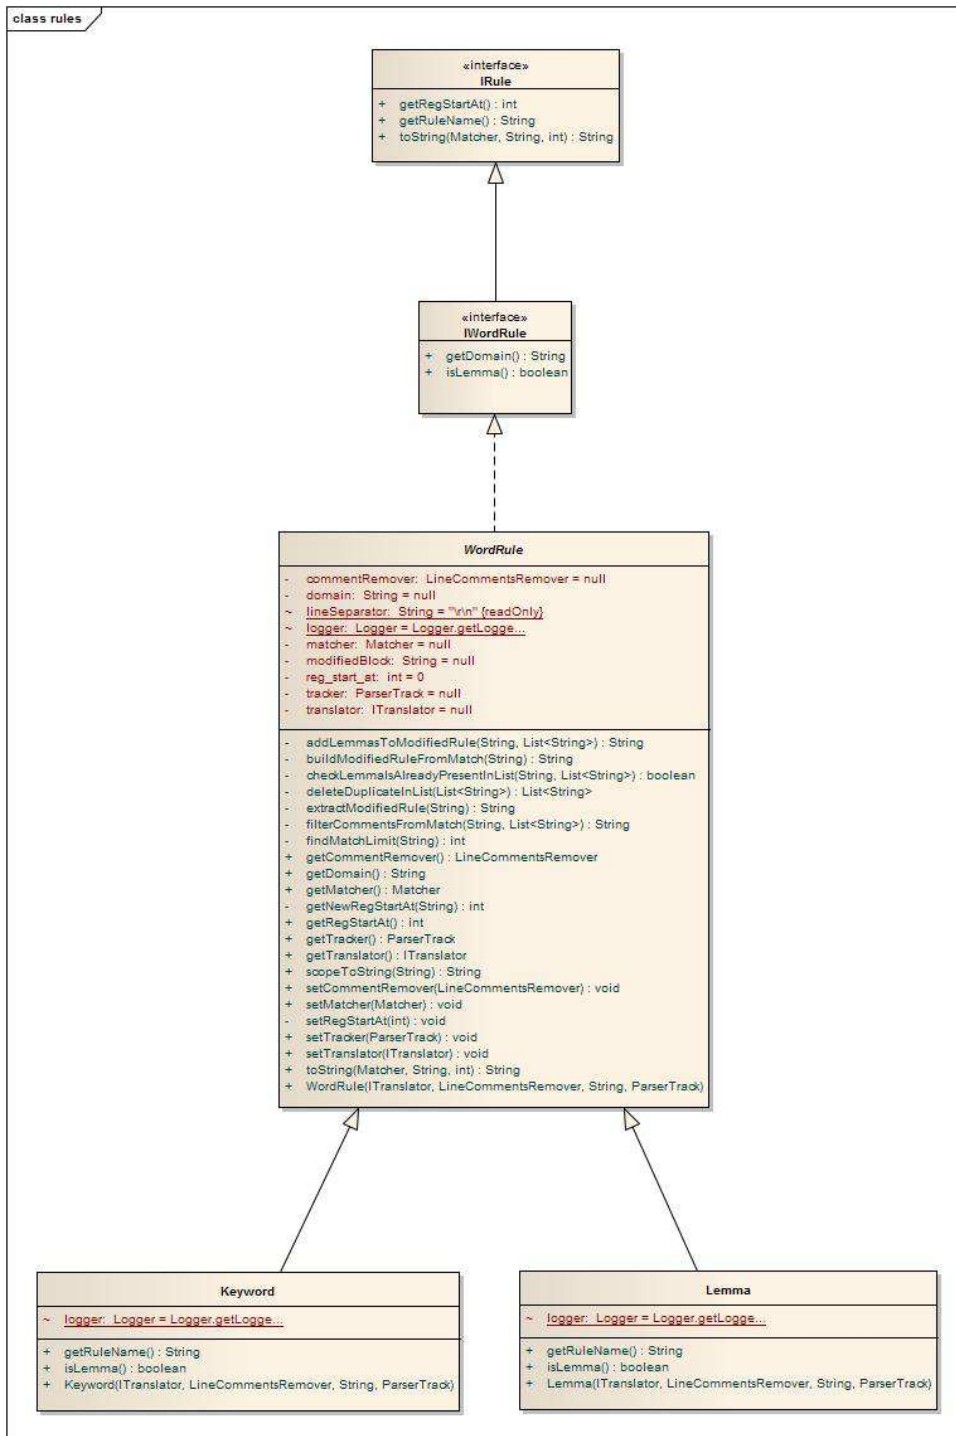 class rules
«interface»
IRule
+ getRegStartAt() : int
+ getRuleName() : String
+ toString(Matcher, String, int) : String
«interface»
IWordRule
+ getDomain() : String
+ isLemma() : boolean
WordRule
- commentRemover: LineCommentsRemover = null
- domain: String = null
~ lineSeparator: String = "\r\n" {readOnly}
~ logger: Logger = Logger.getLogge...
- matcher: Matcher = null
- modifiedBlock: String = null
- reg_start_at: int = 0
- tracker: ParserTrack = null
- translator: ITranslator = null
- addLemmasToModifiedRule(String, List<String>) : String
- buildModifiedRuleFromMatch(String) : String
- checkLemmaIsAlreadyPresentInList(String, List<String>) : boolean
- deleteDuplicateInList(List<String>) : List<String>
- extractModifiedRule(String) : String
- filterCommentsFromMatch(String, List<String>) : String
- findMatchLimit(String) : int
+ getCommentRemover() : LineCommentsRemover
+ getDomain() : String
+ getMatcher() : Matcher
- getNewRegStartAt(String) : int
+ getRegStartAt() : int
+ getTracker() : ParserTrack
+ getTranslator() : ITranslator
+ scopeToString(String) : String
+ setCommentRemover(LineCommentsRemover) : void
+ setMatcher(Matcher) : void
- setRegStartAt(int) : void
+ setTracker(ParserTrack) : void
+ setTranslator(ITranslator) : void
+ toString(Matcher, String, int) : String
+ WordRule(ITranslator, LineCommentsRemover, String, ParserTrack)
Keyword
~ logger: Logger = Logger.getLogge...
+ getRuleName() : String
+ isLemma() : boolean
+ Keyword(ITranslator, LineCommentsRemover, String, ParserTrack)
Lemma
~ logger: Logger = Logger.getLogge...
+ getRuleName() : String
+ isLemma() : boolean
+ Lemma(ITranslator, LineCommentsRemover, String, ParserTrack)